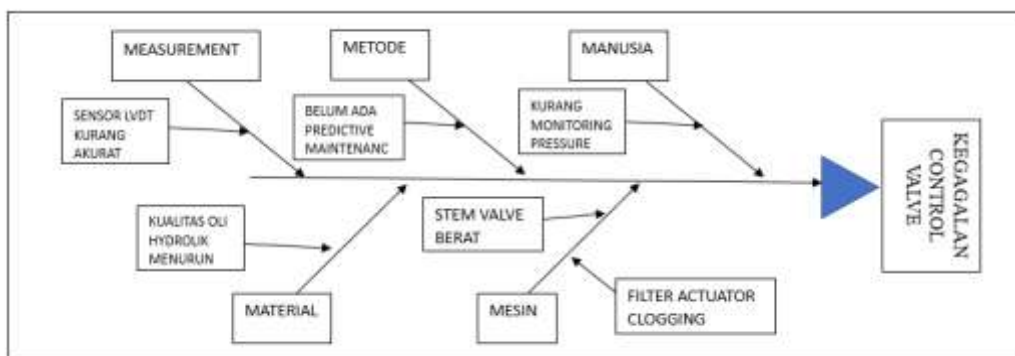 MEASUREMENT
METODE
MANUSIA
SENSOR LVDT
KURANG
AKURAT
BELUM ADA
PREDICTIVE
MAINTENANC
KURANG
MONITORING
PRESSURE
KEGAGALAN
CONTROL
VALVE
KUALITAS OLI
HYDROLIK
MENURUN
STEM VALVE
BERAT
MATERIAL
MESIN
FILTER ACTUATOR
CLOGGING